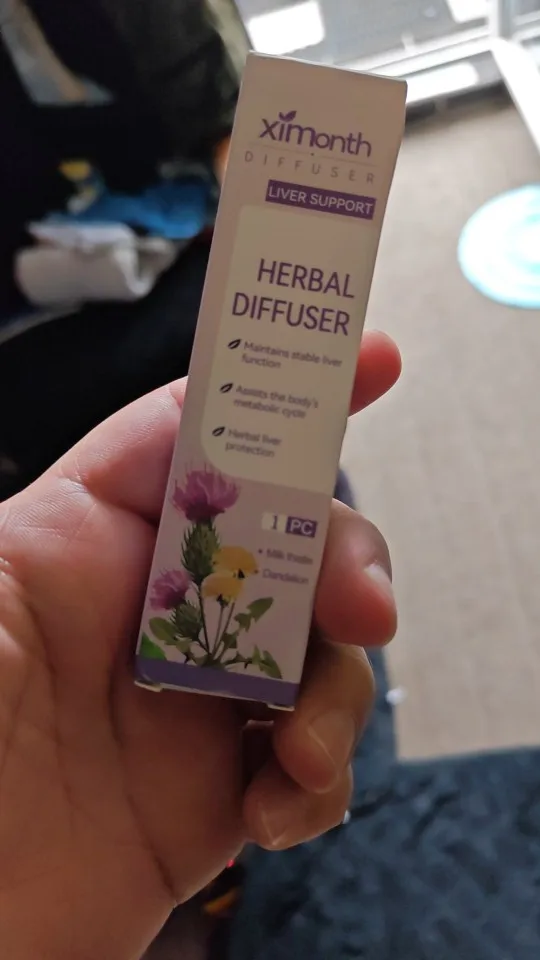 ximonth
DIFFUSER
LIVER SUPPORT
HERBAL
DIFFUSER
Maintains stable liver
function
Assists the body's
metabolic cycle
Herbal liver
protection
1 PC
• Milk thistle
• Dandelion